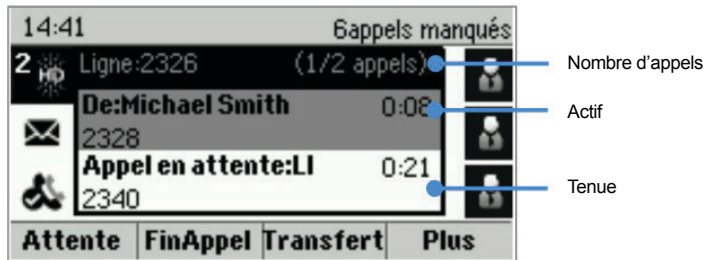 14:41 6appels manqués
2 HD Ligne:2326 (1/2 appels) Nombre d'appels
De:Michael Smith 0:08 Actif
2328
Appel en attente:LI 0:21
2340 Tenue
Attente FinAppel Transfert Plus